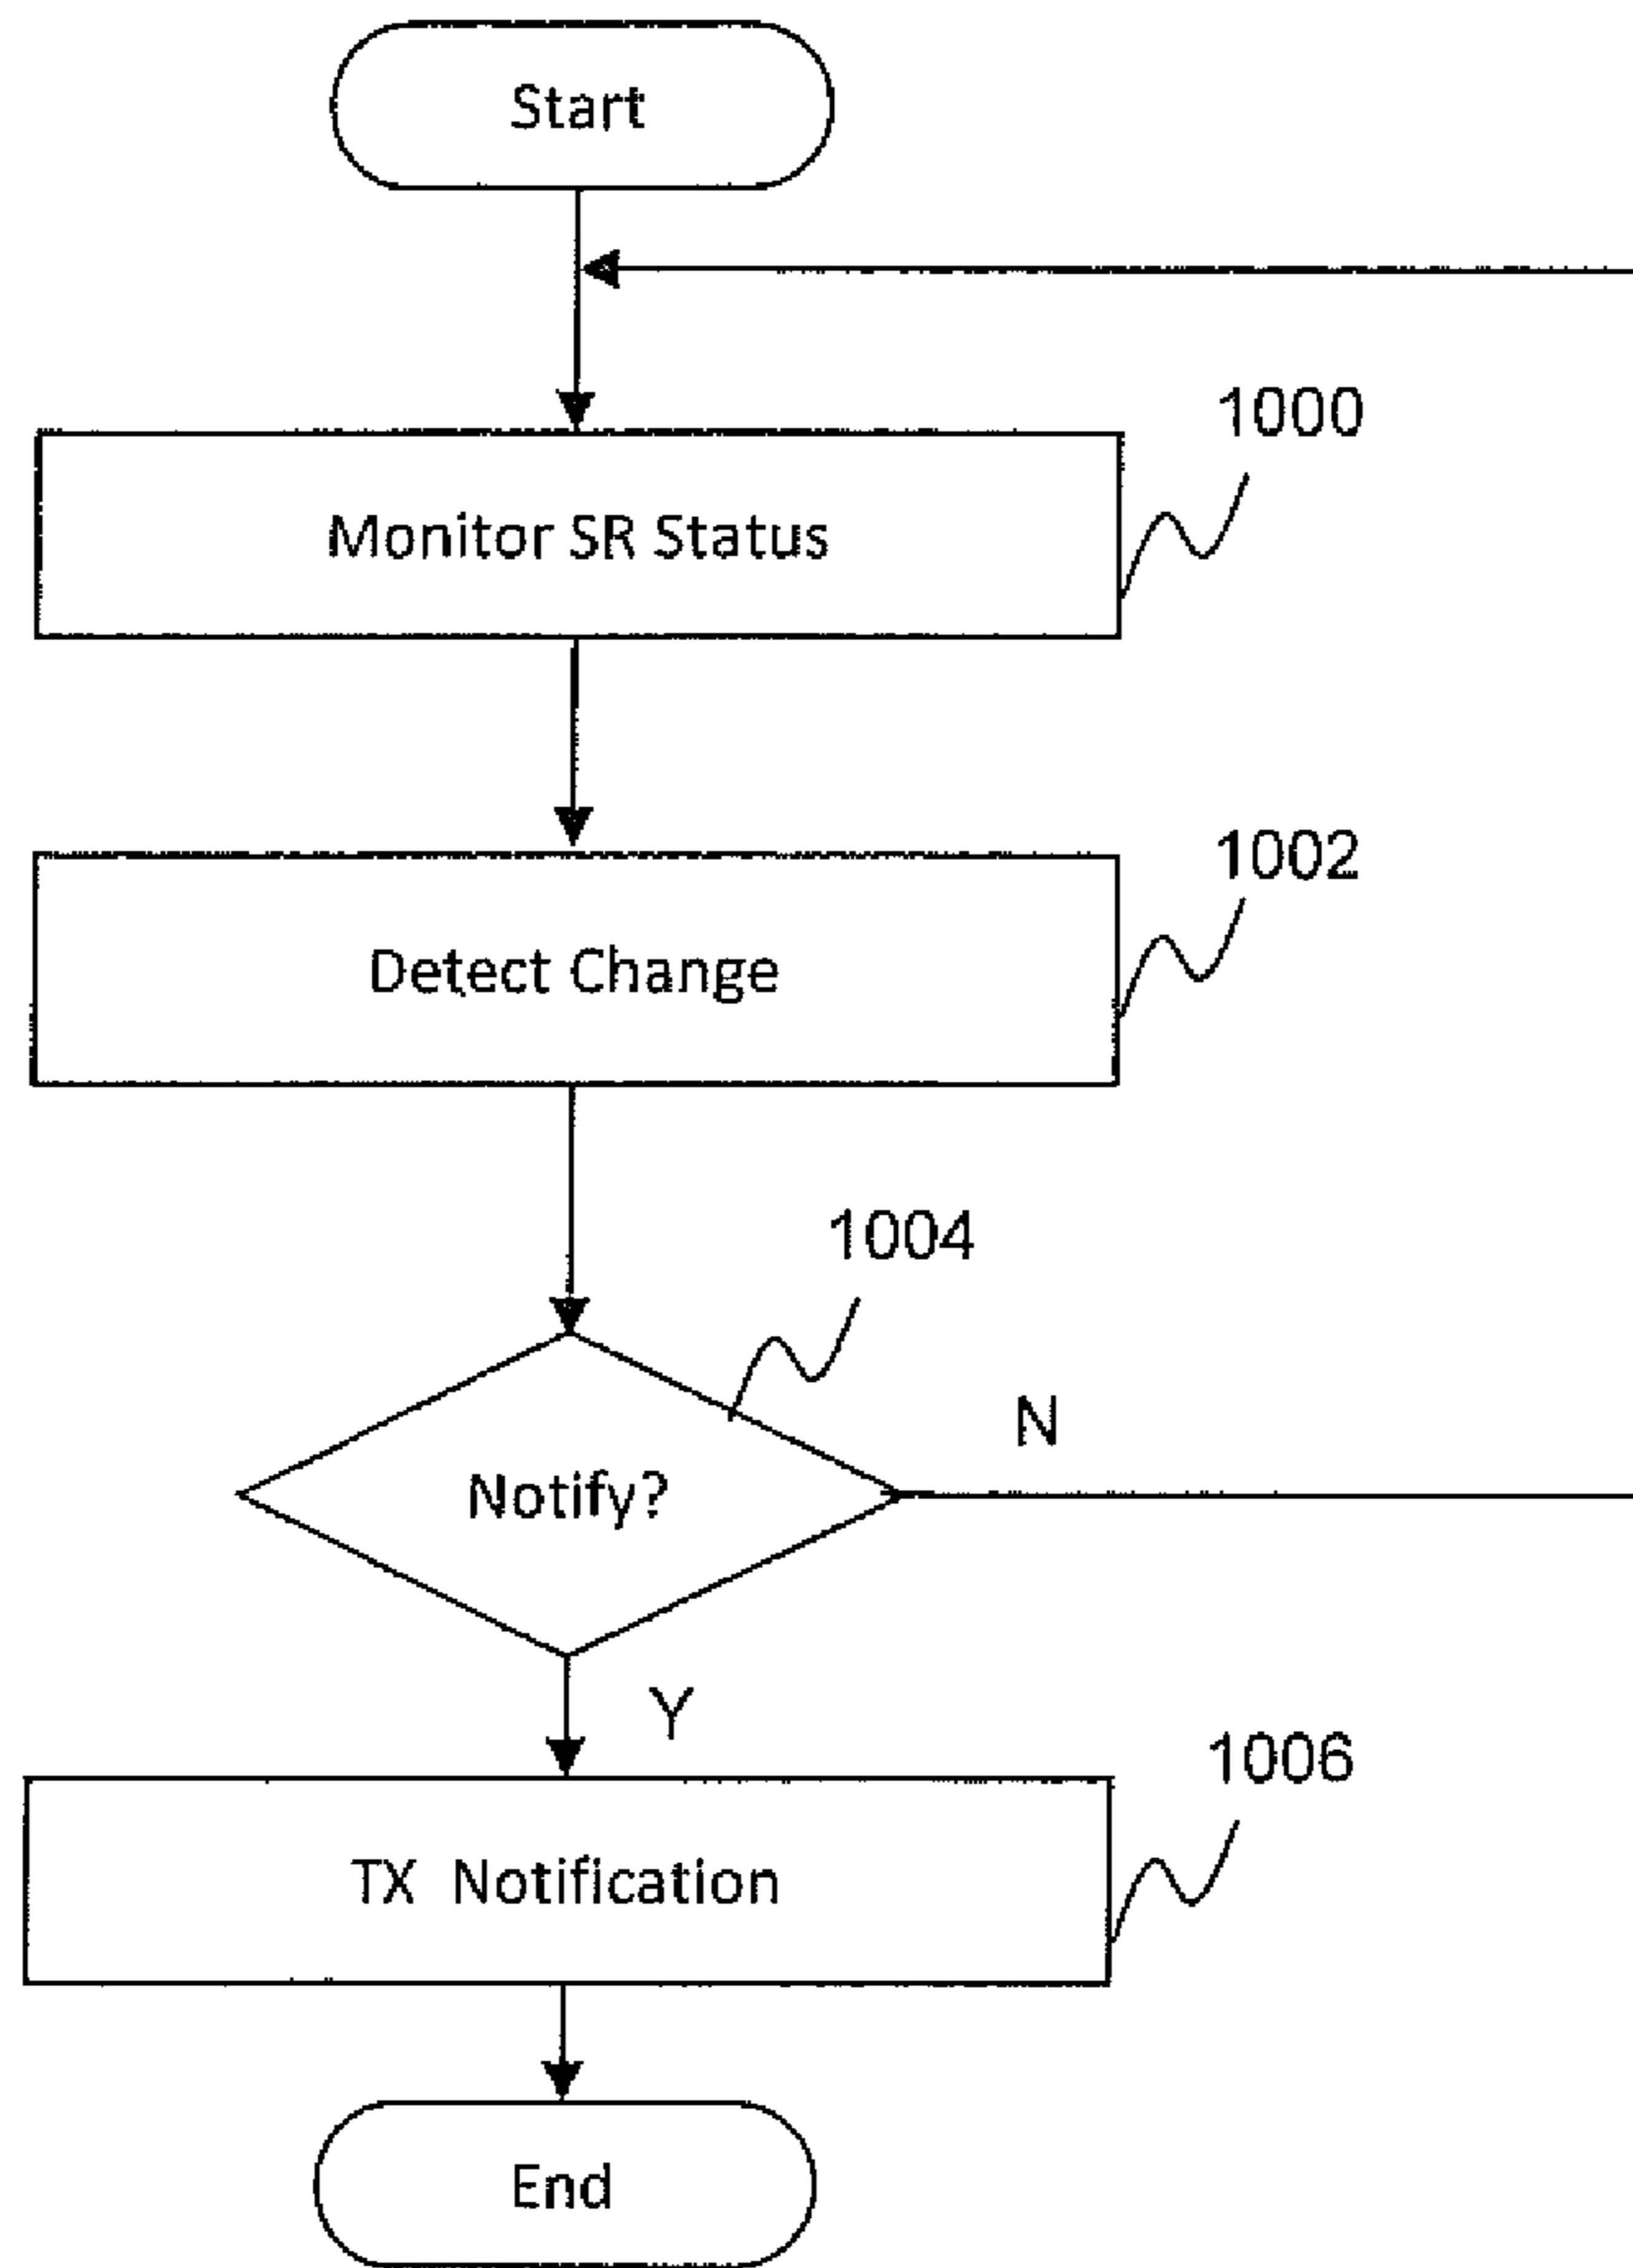 Start
1000
Monitor SR Status
1002
Detect Change
1004
N
Notify?
Y
1006
TX Notification
End